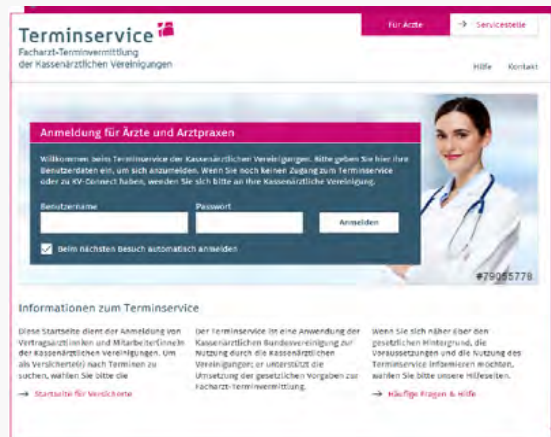 Terminservice
Facharzt-Terminvermittlung
der Kassenärztlichen Vereinigungen
Für Ärzte
→ Servicestelle
Hilfe Kontakt
Anmeldung für Ärzte und Arztpraxen
Willkommen beim Terminservice der Kassenärztlichen Vereinigungen. Bitte geben Sie hier Ihre
Benutzerdaten ein, um sich anzumelden. Wenn Sie noch keinen Zugang zum Terminservice
oder zu KV-Connect haben, wenden Sie sich bitte an Ihre Kassenärztliche Vereinigung.
Benutzername Passwort
Anmelden
Beim nächsten Besuch automatisch anmelden
#79055778
Informationen zum Terminservice
Diese Startseite dient der Anmeldung von
Vertragsarzt/innen und Mitarbeiter(inne)n
der Kassenärztlichen Vereinigungen. Um
als Versicherte(r) nach Terminen zu
suchen, wählen Sie bitte die
→ Startseite für Versicherte
Der Terminservice ist eine Anwendung der
Kassenärztlichen Bundesvereinigung zur
Nutzung durch die Kassenärztlichen
Vereinigungen; er unterstützt die
Umsetzung der gesetzlichen Vorgaben zur
Facharzt-Terminvermittlung.
Wenn Sie sich näher über den
gesetzlichen Hintergrund, die
Voraussetzungen und die Nutzung des
Terminservice informieren möchten,
wählen Sie bitte unsere Hilfeseiten.
→ Häufige Fragen & Hilfe